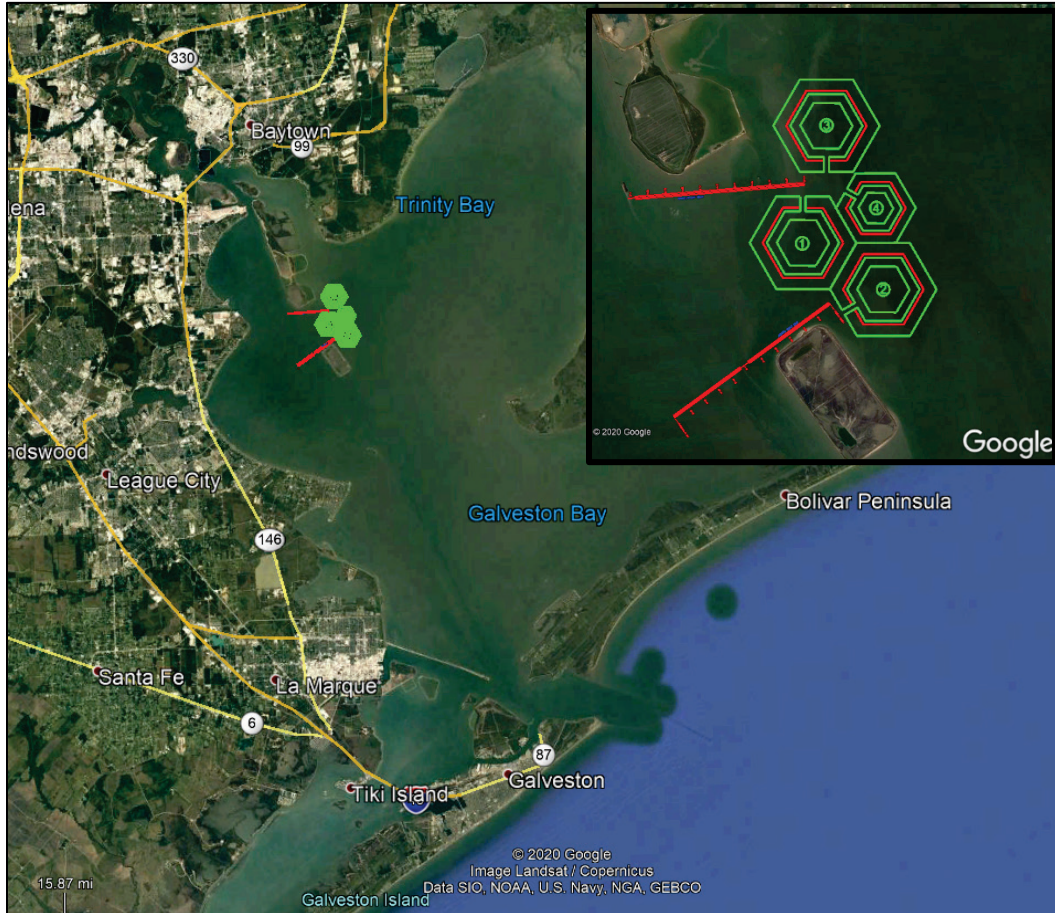 330
Baytown
99
Trinity Bay
ndswood
League City
146
Galveston Bay
Bolivar Peninsula
Santa Fe
La Marque
6
87
Tiki Island
Galveston
© 2020 Google
Image Landsat / Copernicus
Data SIO, NOAA, U.S. Navy, NGA, GEBCO
15.87 mi
Galveston Island
lena
3
4
1
2
© 2020 Google
Google